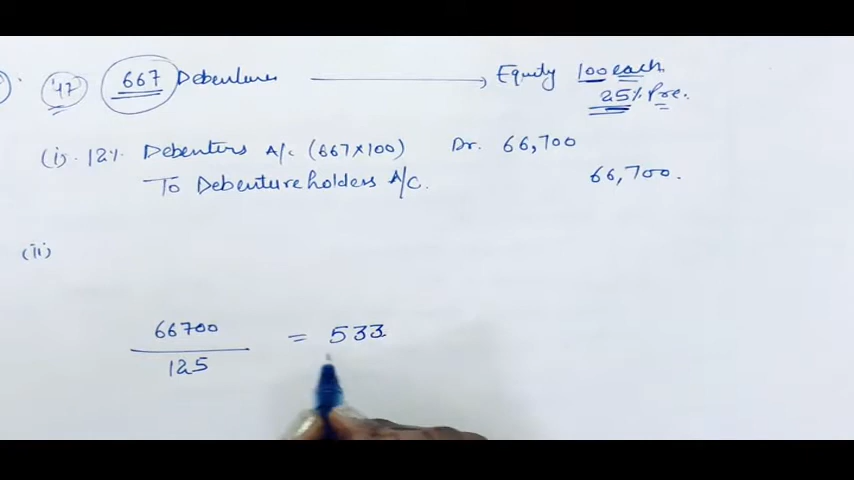 '47 667 Debentures Equity 100 each
25% Pre.
(i). 12% Debenters A/c (667×100) Dr. 66,700
To Debentureholders A/C. 66,700.
(ii)
66700
= 533
125